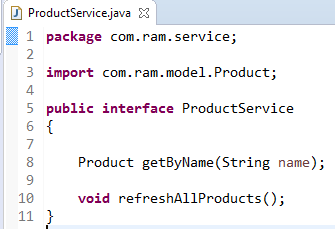 ProductService.java
1 package com.ram.service;
2
3 import com.ram.model.Product;
4
5 public interface ProductService
6 {
7
8 Product getByName(String name);
9
10 void refreshAllProducts();
11 }